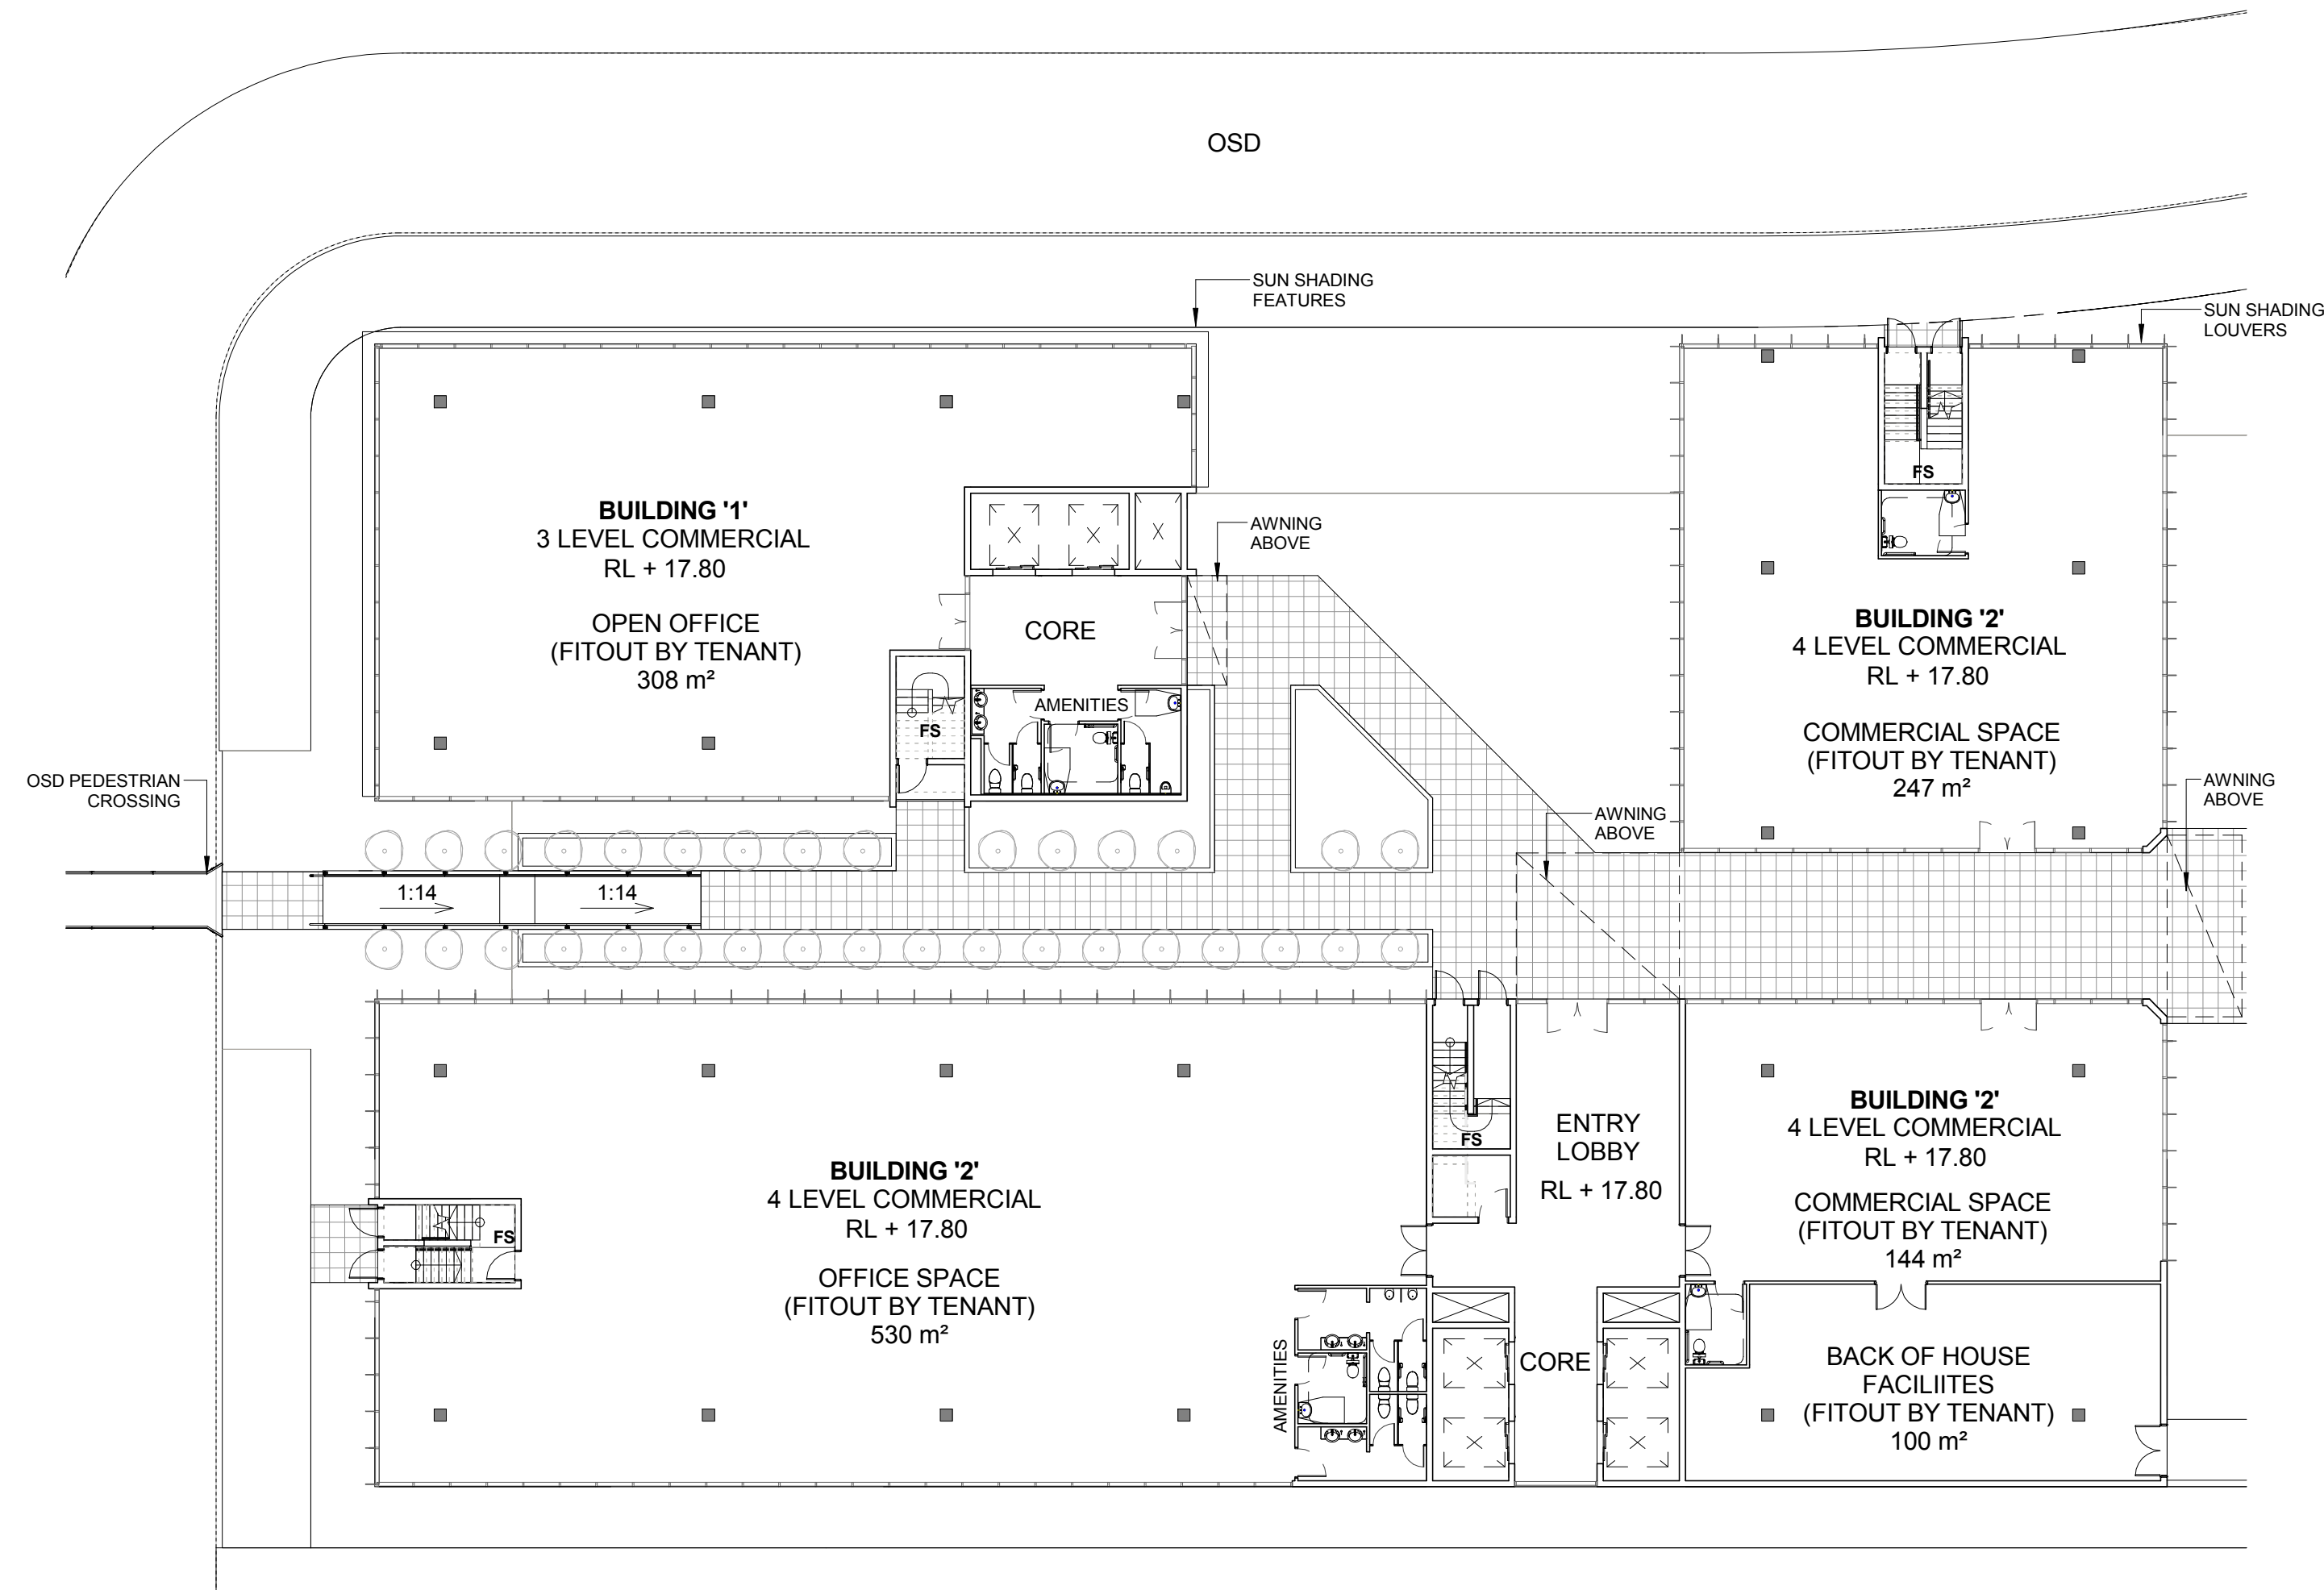 OSD
SUN SHADING
FEATURES
SUN SHADING
LOUVERS
BUILDING '1'
3 LEVEL COMMERCIAL
RL + 17.80
OPEN OFFICE
(FITOUT BY TENANT)
308 m²
CORE
AMENITIES
FS
AWNING
ABOVE
FS
BUILDING '2'
4 LEVEL COMMERCIAL
RL + 17.80
COMMERCIAL SPACE
(FITOUT BY TENANT)
247 m²
OSD PEDESTRIAN
CROSSING
AWNING
ABOVE
AWNING
ABOVE
1:14
1:14
BUILDING '2'
4 LEVEL COMMERCIAL
RL + 17.80
OFFICE SPACE
(FITOUT BY TENANT)
530 m²
FS
FS
ENTRY
LOBBY
RL + 17.80
AMENITIES
CORE
BUILDING '2'
4 LEVEL COMMERCIAL
RL + 17.80
COMMERCIAL SPACE
(FITOUT BY TENANT)
144 m²
BACK OF HOUSE
FACILIITES
(FITOUT BY TENANT)
100 m²